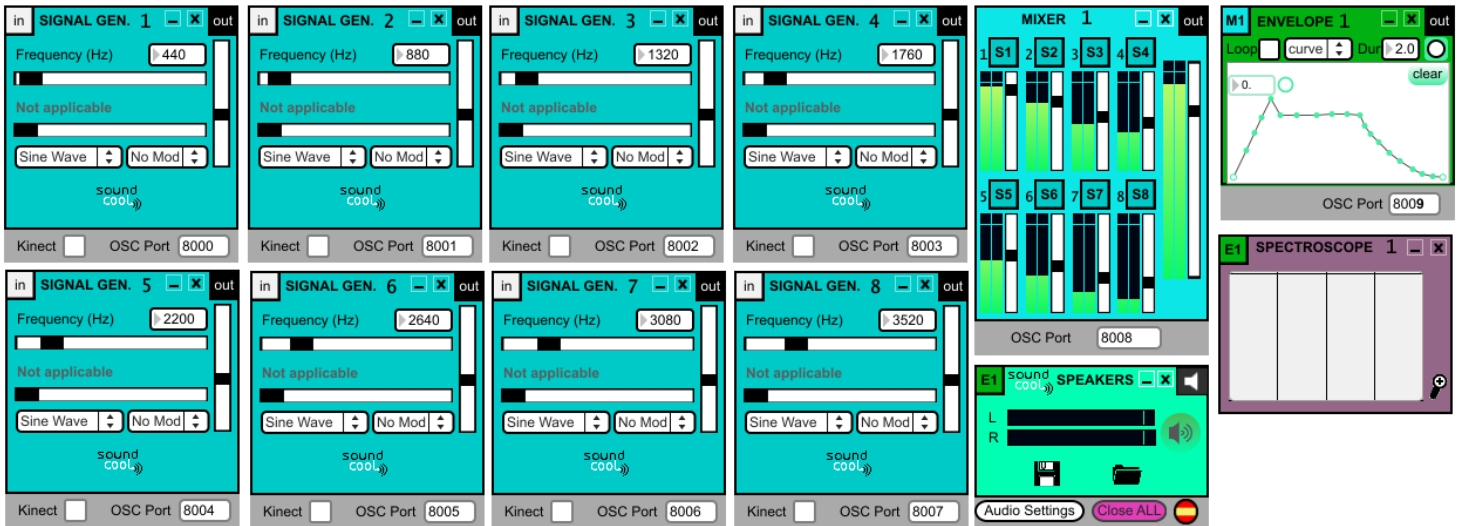 in SIGNAL GEN. 1 out
Frequency (Hz) 440
Not applicable
Sine Wave No Mod
sound
cool
Kinect OSC Port 8000
in SIGNAL GEN. 2 out
Frequency (Hz) 880
Not applicable
Sine Wave No Mod
sound
cool
Kinect OSC Port 8001
in SIGNAL GEN. 3 out
Frequency (Hz) 1320
Not applicable
Sine Wave No Mod
sound
cool
Kinect OSC Port 8002
in SIGNAL GEN. 4 out
Frequency (Hz) 1760
Not applicable
Sine Wave No Mod
sound
cool
Kinect OSC Port 8003
MIXER 1 out
1 S1 2 S2 3 S3 4 S4
5 S5 6 S6 7 S7 8 S8
OSC Port 8008
M1 ENVELOPE 1 out
Loop curve Dur 2.0
clear
0.
OSC Port 8009
in SIGNAL GEN. 5 out
Frequency (Hz) 2200
Not applicable
Sine Wave No Mod
sound
cool
Kinect OSC Port 8004
in SIGNAL GEN. 6 out
Frequency (Hz) 2640
Not applicable
Sine Wave No Mod
sound
cool
Kinect OSC Port 8005
in SIGNAL GEN. 7 out
Frequency (Hz) 3080
Not applicable
Sine Wave No Mod
sound
cool
Kinect OSC Port 8006
in SIGNAL GEN. 8 out
Frequency (Hz) 3520
Not applicable
Sine Wave No Mod
sound
cool
Kinect OSC Port 8007
E1 sound cool SPEAKERS
L
R
Audio Settings Close ALL
E1 SPECTROSCOPE 1